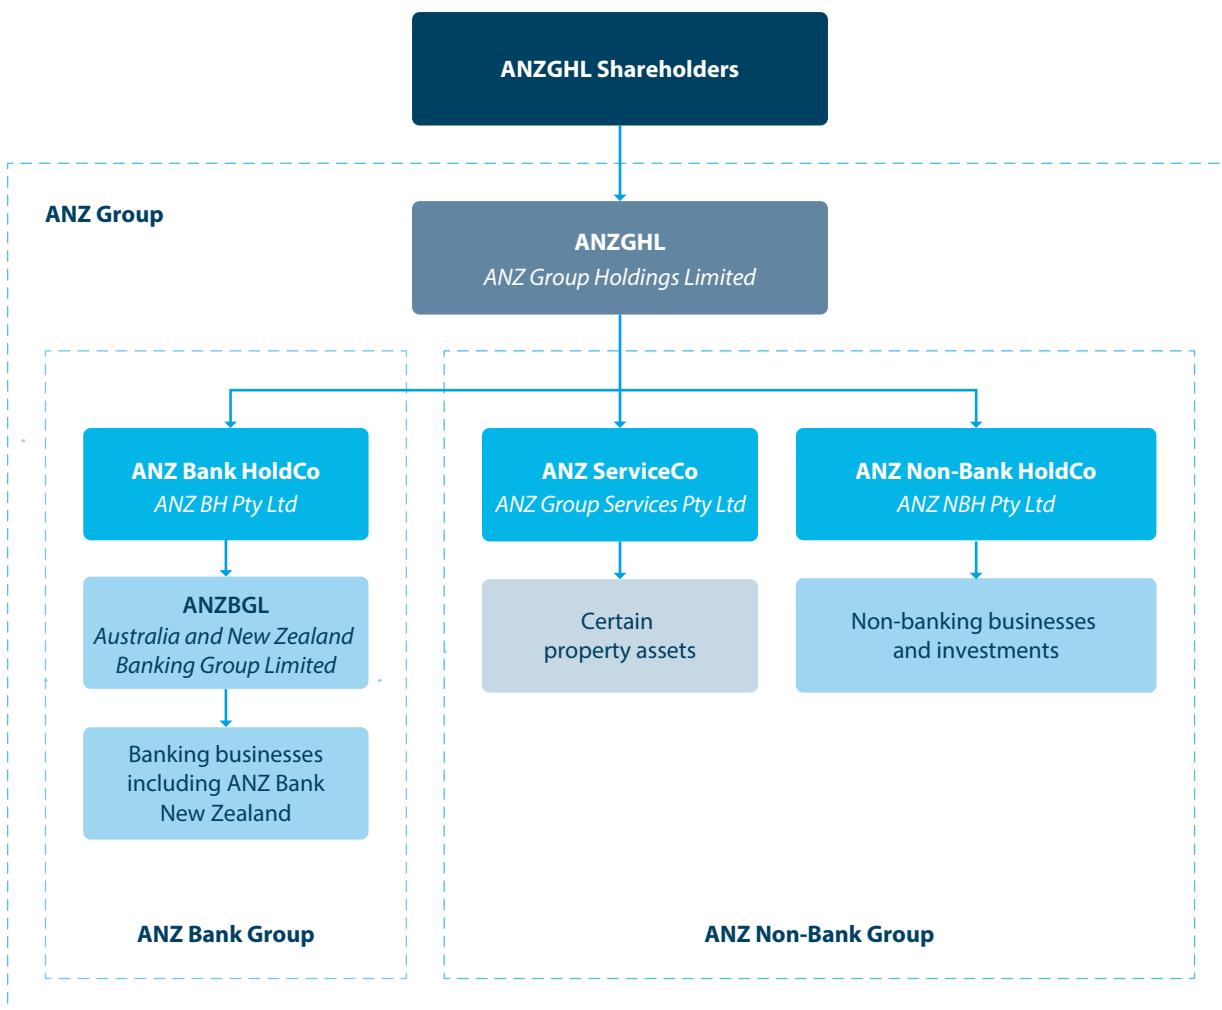 ANZGHL Shareholders
ANZ Group
ANZGHL
ANZ Group Holdings Limited
ANZ Bank HoldCo
ANZ BH Pty Ltd
ANZ ServiceCo
ANZ Group Services Pty Ltd
ANZ Non-Bank HoldCo
ANZ NBH Pty Ltd
ANZBGL
Australia and New Zealand
Banking Group Limited
Certain
property assets
Non-banking businesses
and investments
Banking businesses
including ANZ Bank
New Zealand
ANZ Bank Group
ANZ Non-Bank Group